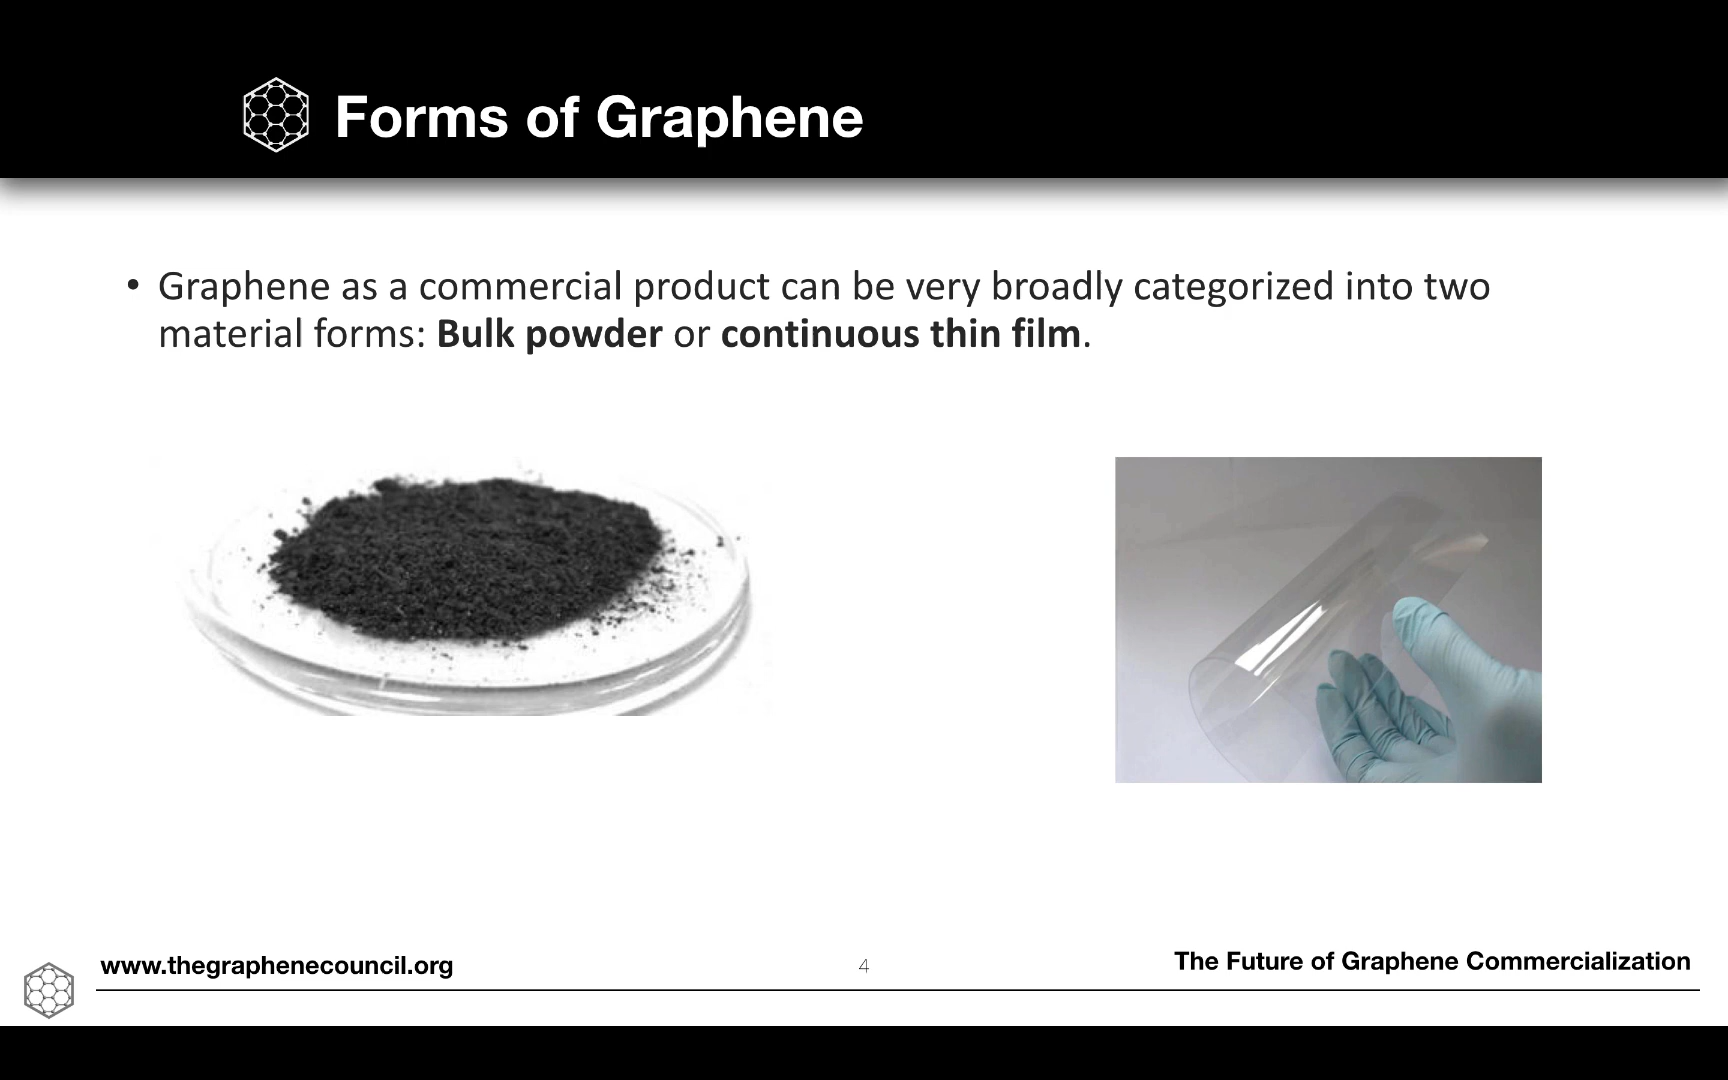 Forms of Graphene
• Graphene as a commercial product can be very broadly categorized into two
material forms: Bulk powder or continuous thin film.
www.thegraphenecouncil.org
4
The Future of Graphene Commercialization